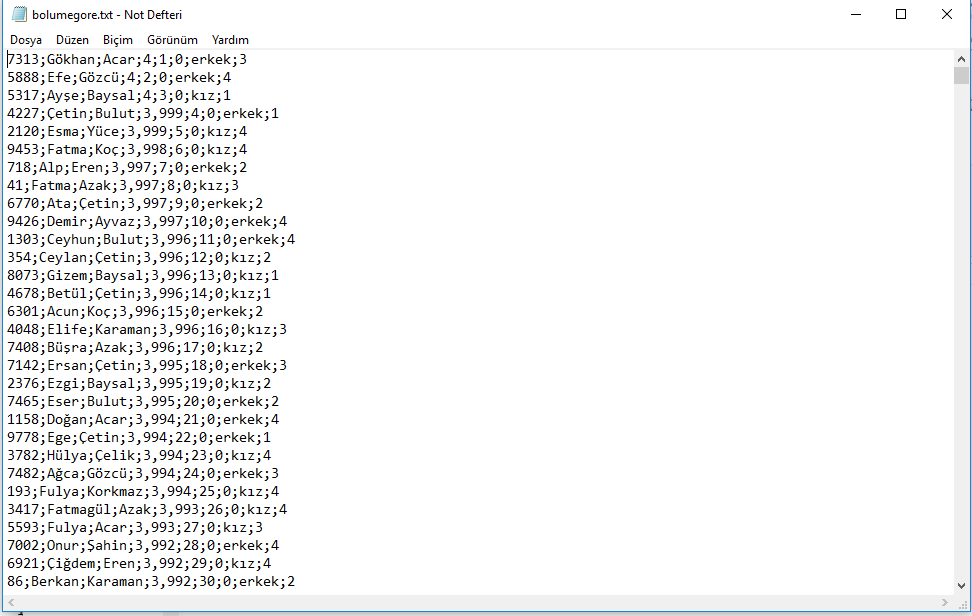 bolumegore.txt - Not Defteri
Dosya Düzen Biçim Görünüm Yardım
7313;Gökhan;Acar;4;1;0;erkek;3
5888;Efe;Gözcü;4;2;0;erkek;4
5317;Ayşe;Baysal;4;3;0;kız;1
4227;Çetin;Bulut;3,999;4;0;erkek;1
2120;Esma;Yüce;3,999;5;0;kız;4
9453;Fatma;Koç;3,998;6;0;kız;4
718;Alp;Eren;3,997;7;0;erkek;2
41;Fatma;Azak;3,997;8;0;kız;3
6770;Ata;Çetin;3,997;9;0;erkek;2
9426;Demir;Ayvaz;3,997;10;0;erkek;4
1303;Ceyhun;Bulut;3,996;11;0;erkek;4
354;Ceylan;Çetin;3,996;12;0;kız;2
8073;Gizem;Baysal;3,996;13;0;kız;1
4678;Betül;Çetin;3,996;14;0;kız;1
6301;Acun;Koç;3,996;15;0;erkek;2
4048;Elife;Karaman;3,996;16;0;kız;3
7408;Büşra;Azak;3,996;17;0;kız;2
7142;Ersan;Çetin;3,995;18;0;erkek;3
2376;Ezgi;Baysal;3,995;19;0;kız;2
7465;Eser;Bulut;3,995;20;0;erkek;2
1158;Doğan;Acar;3,994;21;0;erkek;4
9778;Ege;Çetin;3,994;22;0;erkek;1
3782;Hülya;Çelik;3,994;23;0;kız;4
7482;Ağca;Gözcü;3,994;24;0;erkek;3
193;Fulya;Korkmaz;3,994;25;0;kız;4
3417;Fatmagül;Azak;3,993;26;0;kız;4
5593;Fulya;Acar;3,993;27;0;kız;3
7002;Onur;Şahin;3,992;28;0;erkek;4
6921;Çiğdem;Eren;3,992;29;0;kız;4
86;Berkan;Karaman;3,992;30;0;erkek;2